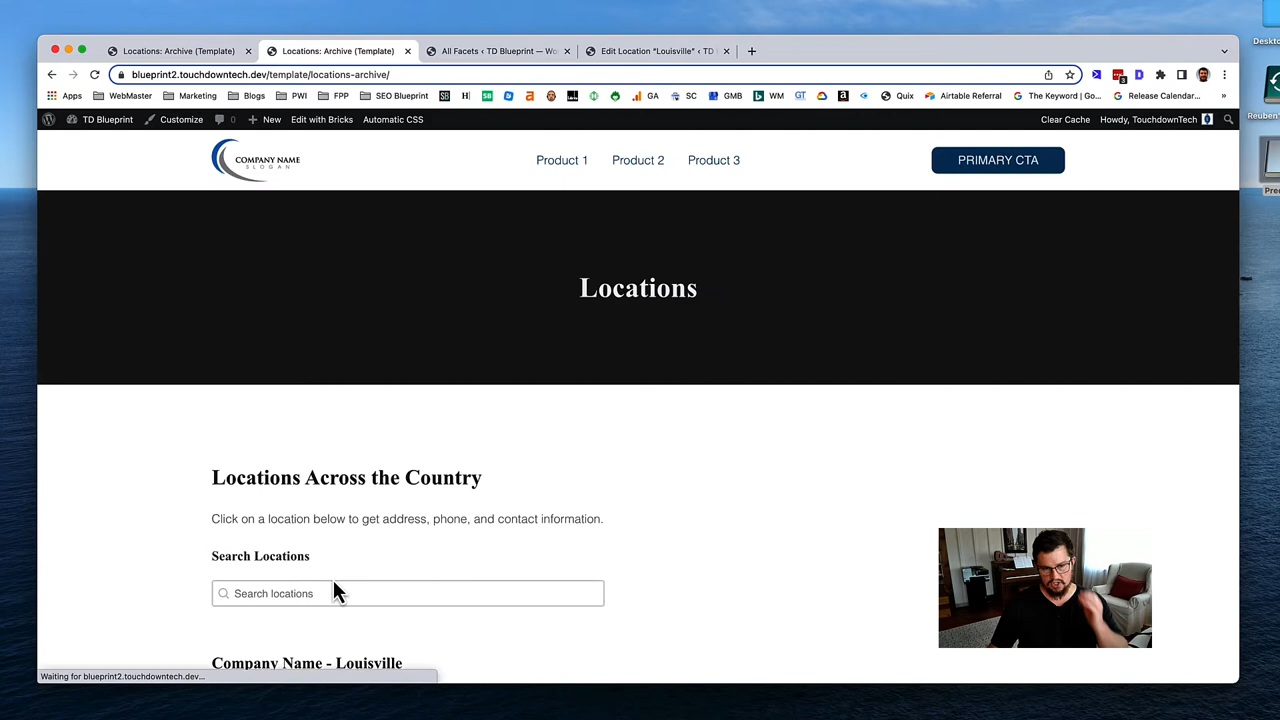 Locations: Archive (Template)
Locations: Archive (Template)
All Facets ‹ TD Blueprint — Wo
Edit Location "Louisville" ‹ TD
blueprint2.touchdowntech.dev/template/locations-archive/
Apps WebMaster Marketing Blogs PWI FPP SEO Blueprint GA SC GMB WM GT Quix Airtable Referral The Keyword | Go... Release Calendar... »
TD Blueprint Customize 0 New Edit with Bricks Automatic CSS Clear Cache Howdy, TouchdownTech
COMPANY NAME
SLOGAN
Product 1 Product 2 Product 3
PRIMARY CTA
Locations
Locations Across the Country
Click on a location below to get address, phone, and contact information.
Search Locations
Search locations
Company Name - Louisville
Waiting for blueprint2.touchdowntech.dev...
Deskto
Reuben'
Prec